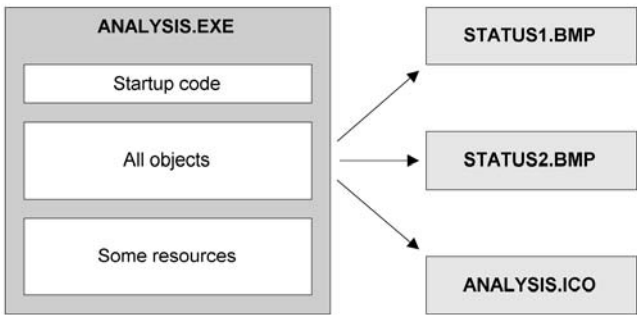 ANALYSIS.EXE
Startup code
All objects
Some resources
STATUS1.BMP
STATUS2.BMP
ANALYSIS.ICO